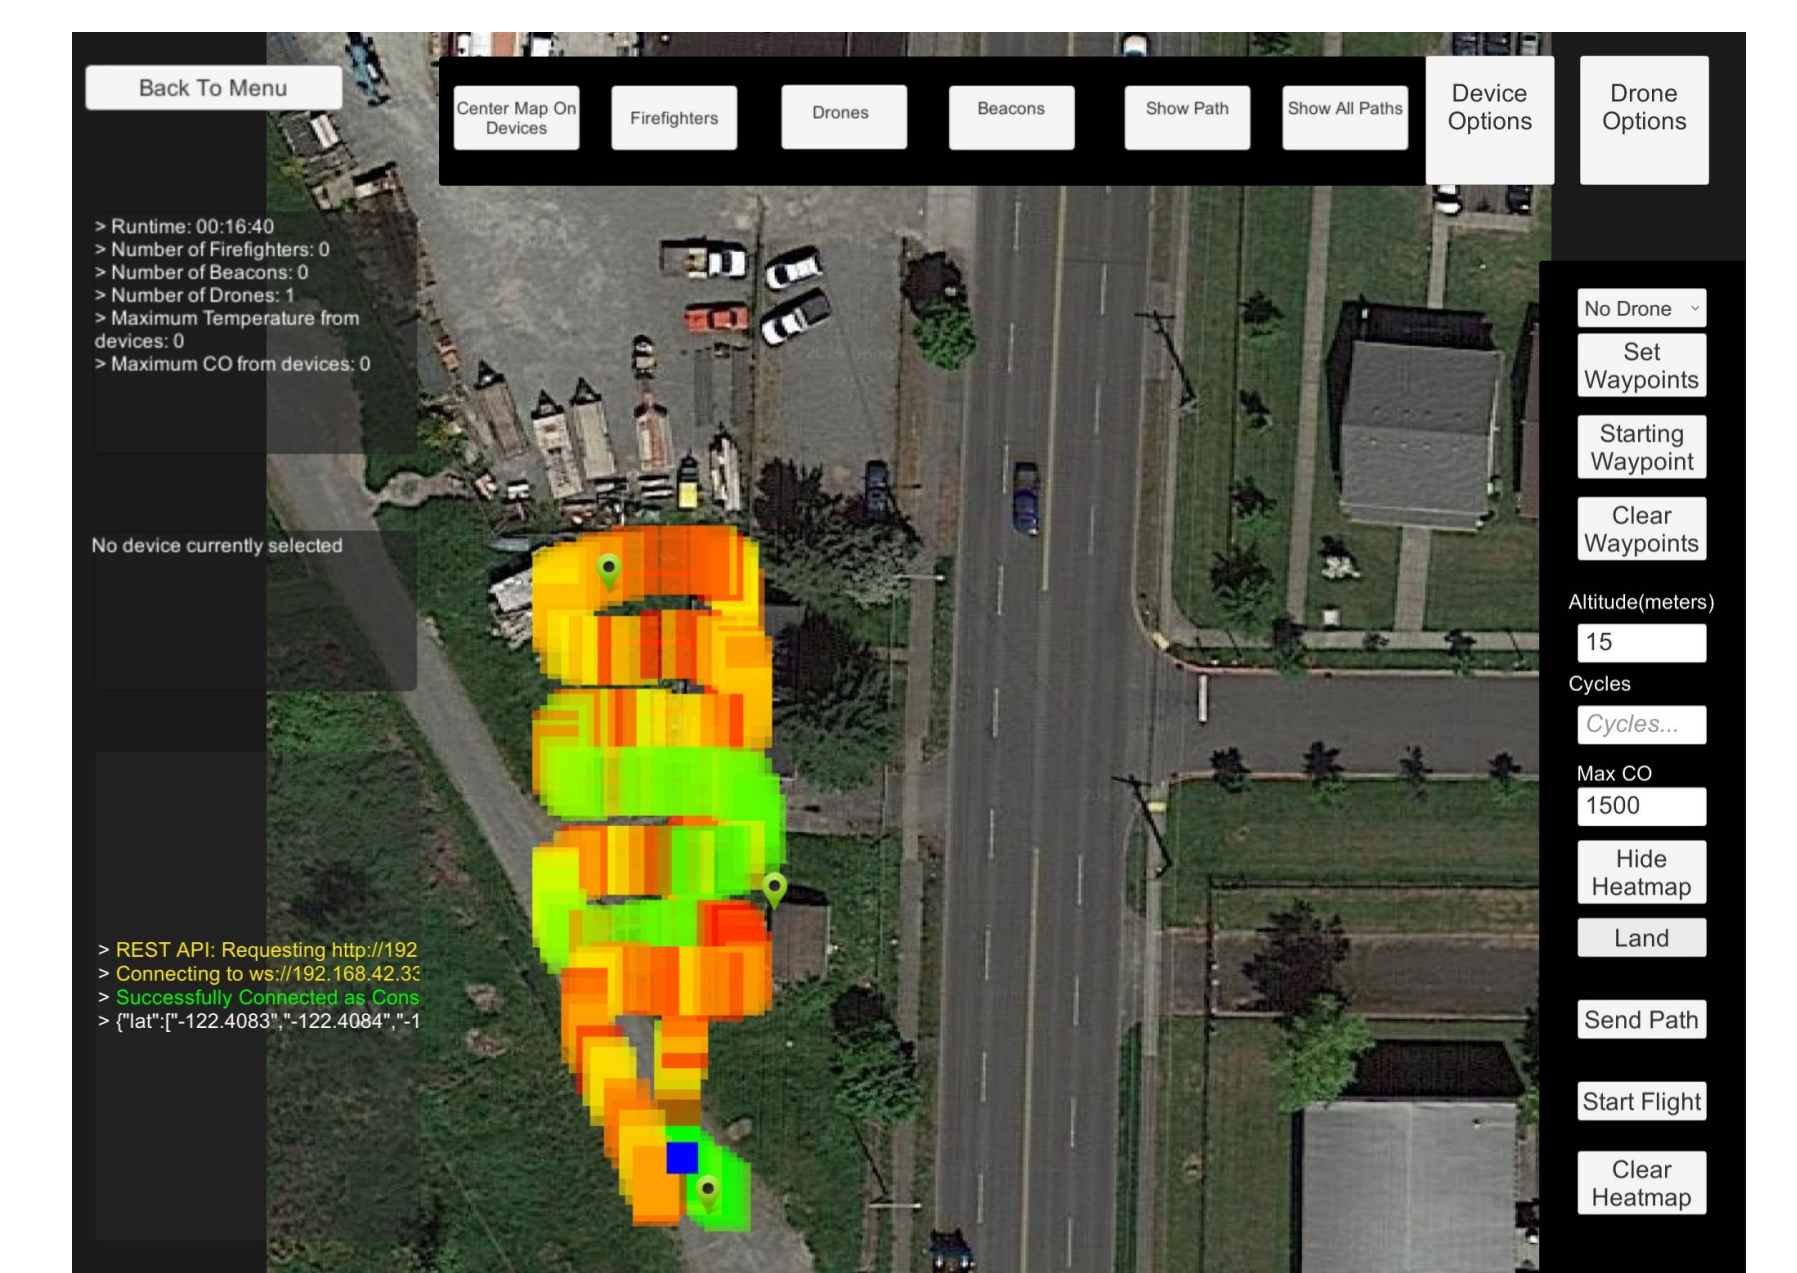 Back To Menu
Center Map On
Devices
Firefighters
Drones
Beacons
Show Path
Show All Paths
Device
Options
Drone
Options
> Runtime: 00:16:40
> Number of Firefighters: 0
> Number of Beacons: 0
> Number of Drones: 1
> Maximum Temperature from
devices: 0
> Maximum CO from devices: 0
No device currently selected
> REST API: Requesting http://192
> Connecting to ws://192.168.42.33
> Successfully Connected as Cons
> {"lat":["-122.4083","-122.4084","-1
No Drone
Set
Waypoints
Starting
Waypoint
Clear
Waypoints
Altitude(meters)
15
Cycles
Cycles...
Max CO
1500
Hide
Heatmap
Land
Send Path
Start Flight
Clear
Heatmap